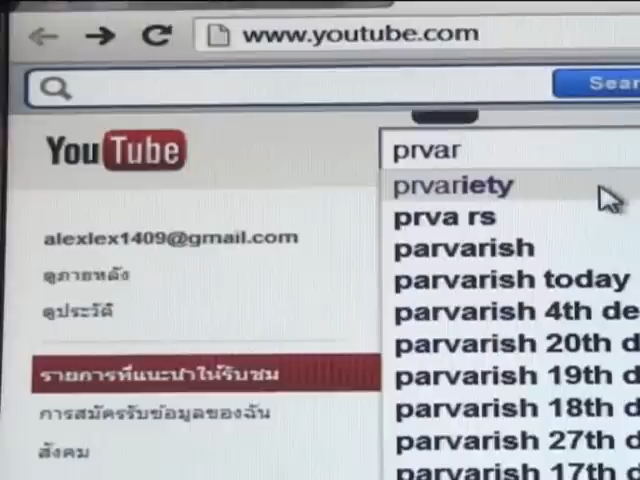 www.youtube.com
Sear
YouTube
prvar
prvariety
prva rs
parvarish
parvarish today
parvarish 4th de
parvarish 20th d
parvarish 19th d
parvarish 18th d
parvarish 27th d
parvarish 17th d
alexlex1409@gmail.com
ดูภายหลัง
ดูประวัติ
รายการที่แนะนำให้รับชม
การสมัครรับข้อมูลของฉัน
สังคม